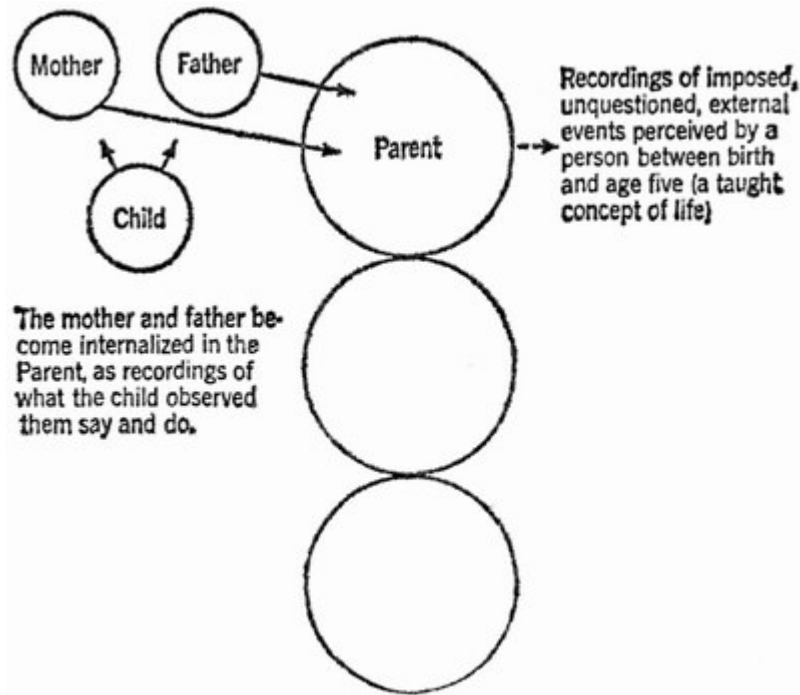 Mother
Father
Child
Parent
Recordings of imposed,
unquestioned, external
events perceived by a
person between birth
and age five (a taught
concept of life)
The mother and father be-
come internalized in the
Parent, as recordings of
what the child observed
them say and do.